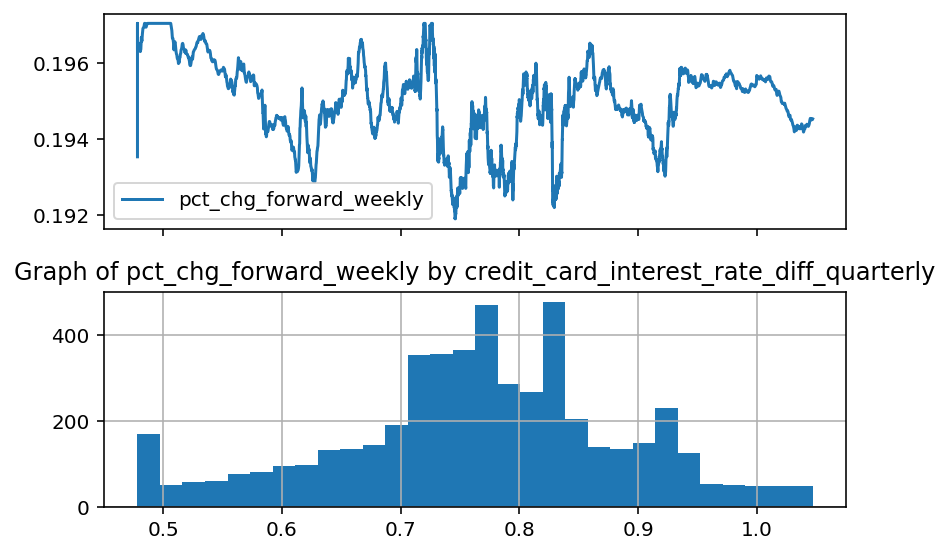 0.196
0.194
0.192
pct_chg_forward_weekly
Graph of pct_chg_forward_weekly by credit_card_interest_rate_diff_quarterly
400
200
0
0.5 0.6 0.7 0.8 0.9 1.0